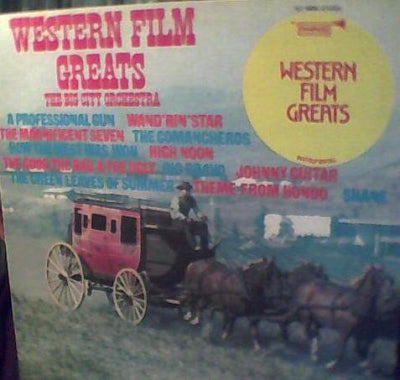 WESTERN FILM
GREATS
THE BIG CITY ORCHESTRA
WESTERN
FILM
GREATS
A PROFESSIONAL GUN WAND'RIN' STAR
THE MAGNIFICENT SEVEN THE COMANCHEROS
HOW THE WEST WAS WON HIGH NOON
THE GOOD THE BAD & THE UGLY RIO BRAVO JOHNNY GUITAR
THE GREEN LEAVES OF SUMMER THEME FROM HONDO SHANE